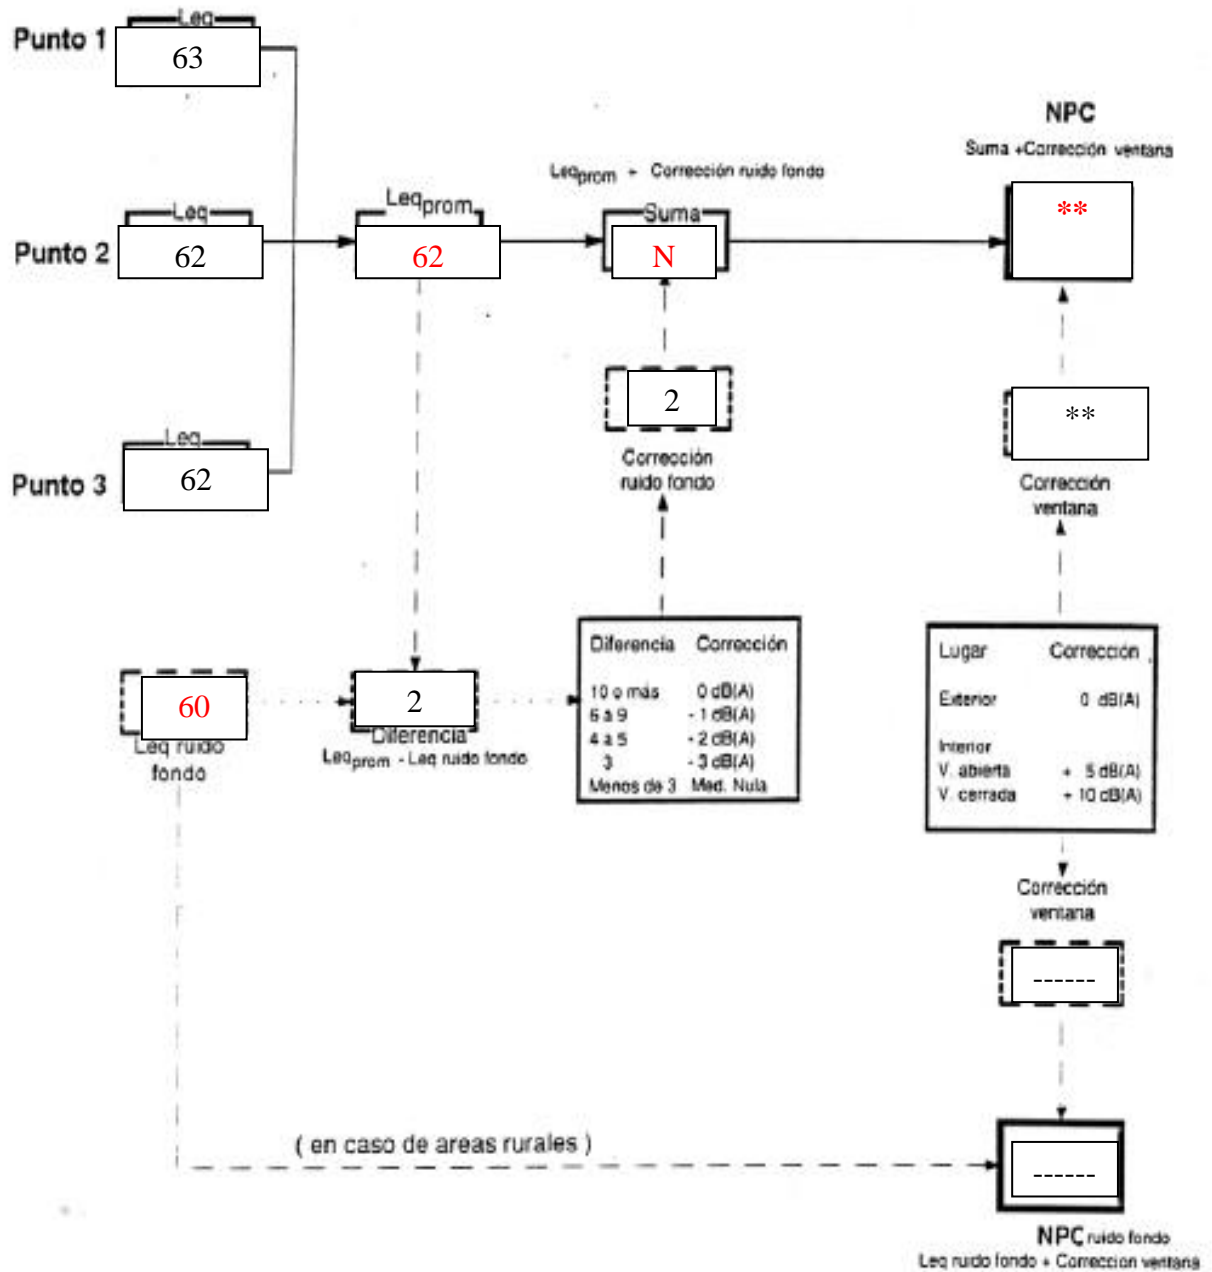 Leq
Punto 1
63
NPC
Suma +Corrección ventana
Leqprom + Corrección ruido fondo
Leq
Punto 2
62
Leqprom
62
Suma
N
**
2
Corrección
ruido fondo
**
Corrección
ventana
Leq
Punto 3
62
60
Leq ruido
fondo
2
Diferencia
Leqprom - Leq ruido fondo
Diferencia Corrección
10 o más 0 dB(A)
6 a 9 - 1 dB(A)
4 a 5 - 2 dB(A)
3 - 3 dB(A)
Menos de 3 Med. Nula
Lugar Corrección
Exterior 0 dB(A)
Interior
V. abierta + 5 dB(A)
V. cerrada + 10 dB(A)
Corrección
ventana
------
( en caso de areas rurales )
------
NPC ruido fondo
Leq ruido fondo + Correccion ventana